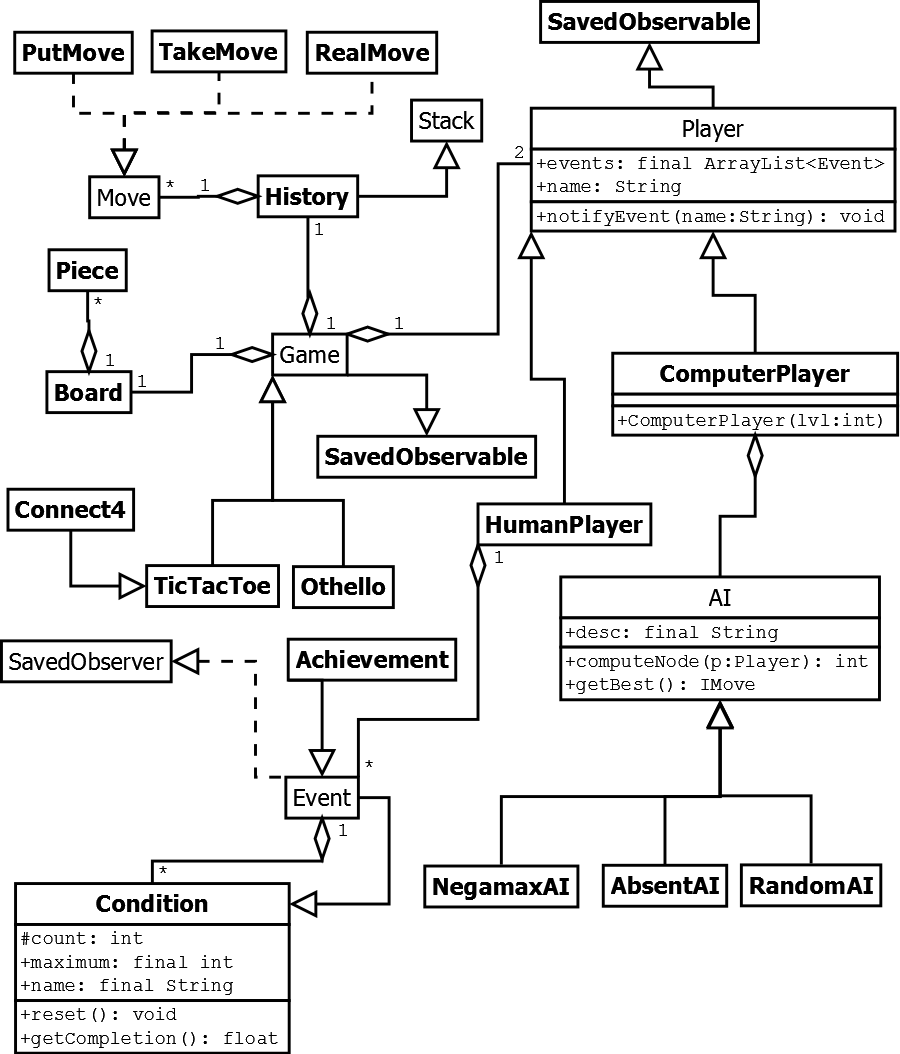 SavedObservable
PutMove
TakeMove
RealMove
Stack
Player
+events: final ArrayList<Event>
+name: String
+notifyEvent(name:String): void
2
Move
*
1
History
1
Piece
*
1
Board
1
1
1
1
Game
SavedObservable
ComputerPlayer
+ComputerPlayer(lvl:int)
Connect4
TicTacToe
Othello
HumanPlayer
1
AI
+desc: final String
+computeNode(p:Player): int
+getBest(): IMove
SavedObserver
Achievement
*
Event
1
*
NegamaxAI
AbsentAI
RandomAI
Condition
#count: int
+maximum: final int
+name: final String
+reset(): void
+getCompletion(): float